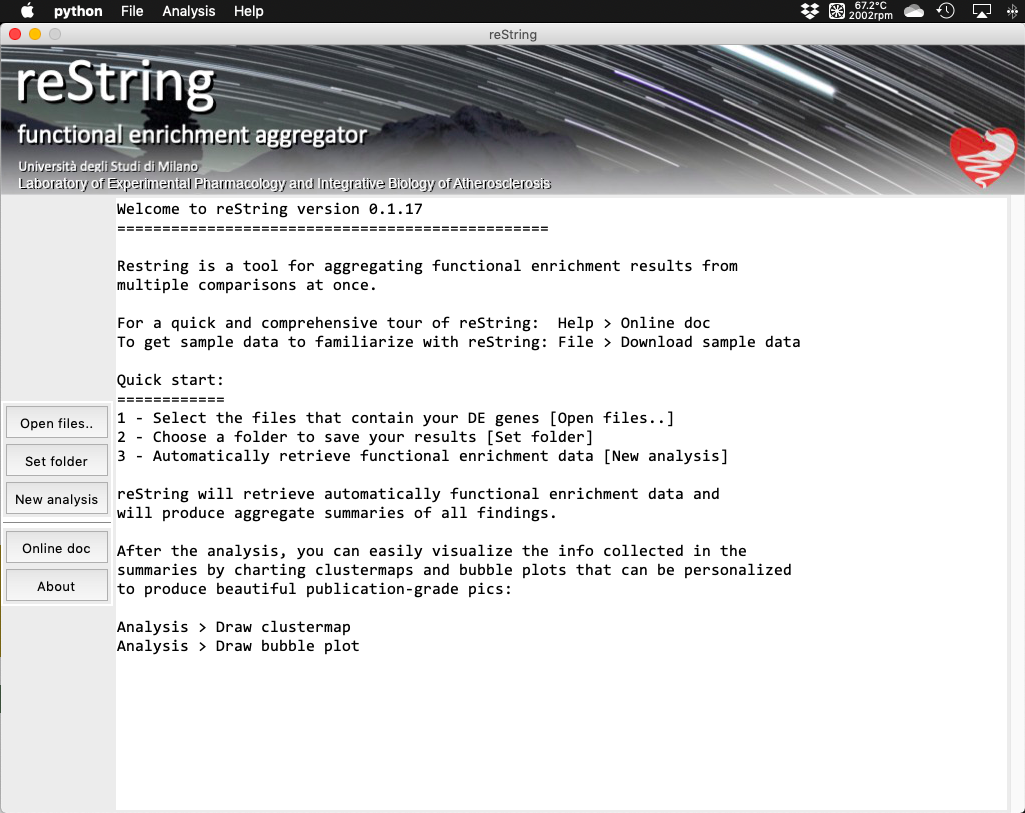 python File Analysis Help
67.2°C
2002rpm
reString
reString
functional enrichment aggregator
Università degli Studi di Milano
Laboratory of Experimental Pharmacology and Integrative Biology of Atherosclerosis
Welcome to reString version 0.1.17
================================================
Restring is a tool for aggregating functional enrichment results from
multiple comparisons at once.
For a quick and comprehensive tour of reString:  Help > Online doc
To get sample data to familiarize with reString: File > Download sample data
Quick start:
============
1 - Select the files that contain your DE genes [Open files..]
2 - Choose a folder to save your results [Set folder]
3 - Automatically retrieve functional enrichment data [New analysis]
reString will retrieve automatically functional enrichment data and
will produce aggregate summaries of all findings.
After the analysis, you can easily visualize the info collected in the
summaries by charting clustermaps and bubble plots that can be personalized
to produce beautiful publication-grade pics:
Analysis > Draw clustermap
Analysis > Draw bubble plot
Open files..
Set folder
New analysis
Online doc
About